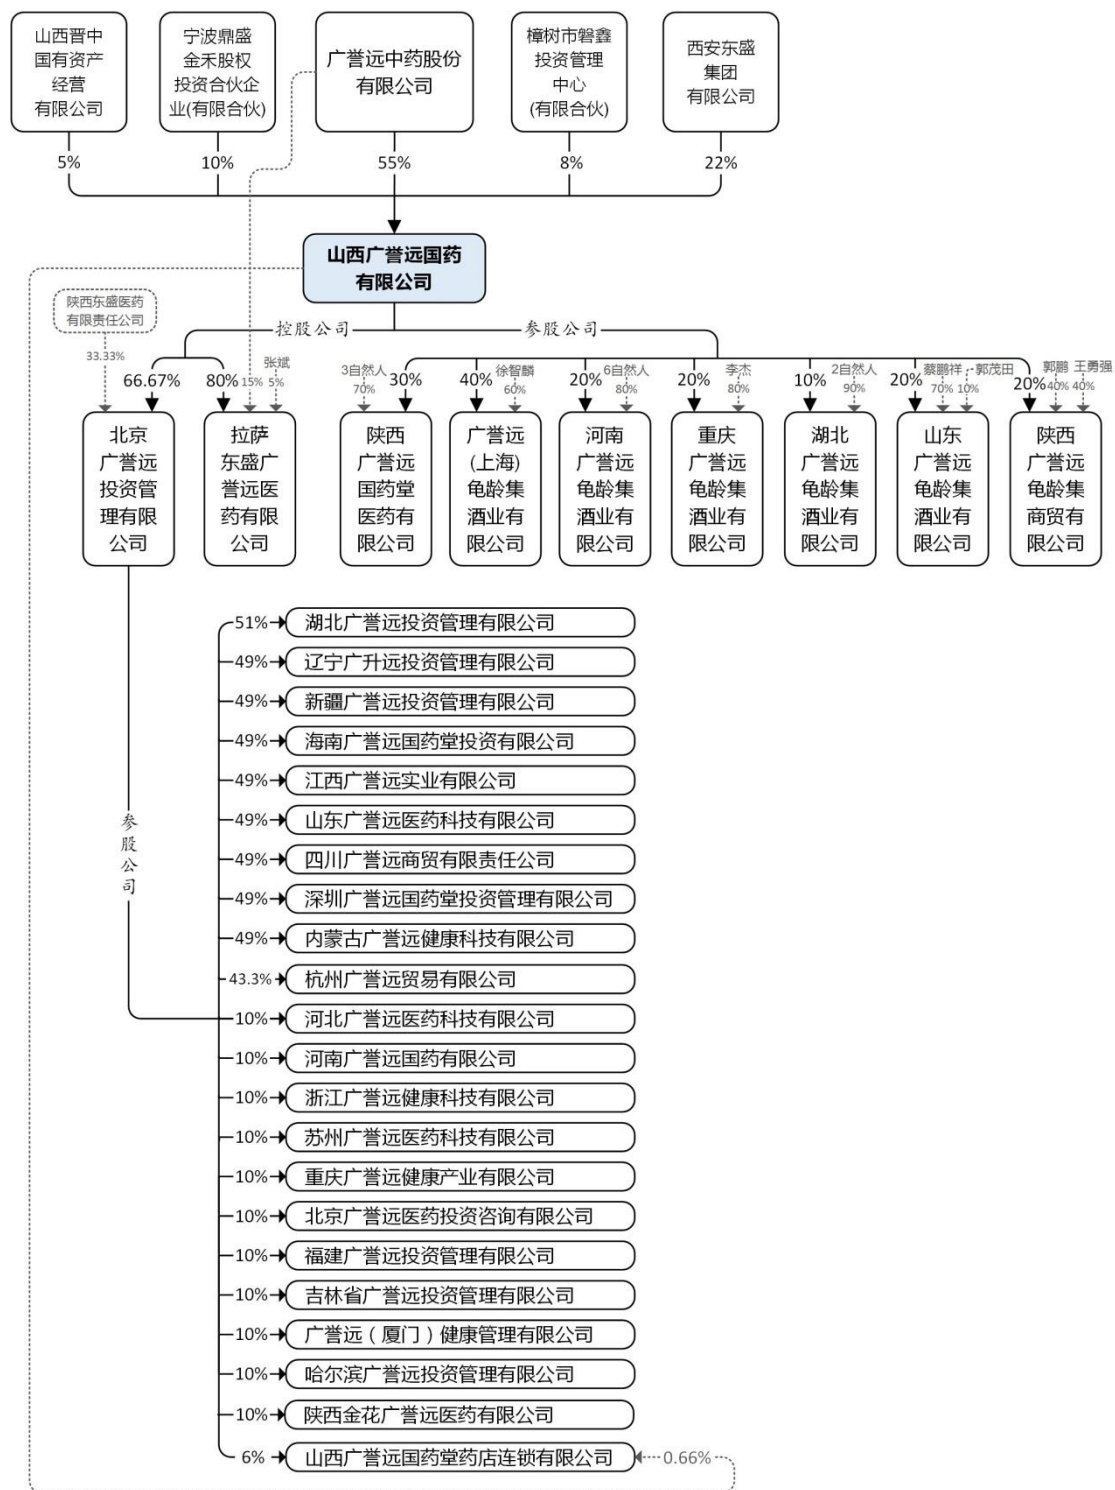 山西晋中
国有资产
经营
有限公司
宁波鼎盛
金禾股权
投资合伙企
业(有限合伙)
广誉远中药股份
有限公司
樟树市磐鑫
投资管理
中心
(有限合伙)
西安东盛
集团
有限公司
5%
10%
55%
8%
22%
山西广誉远国药
有限公司
陕西东盛医药
有限责任公司
控股公司
参股公司
33.33%
66.67%
80%
15%
张斌
5%
3自然人
70%
30%
40%
徐智麟
60%
20%
6自然人
80%
20%
李杰
80%
10%
2自然人
90%
20%
蔡鹏祥
70%
郭茂田
10%
20%
郭鹏
40%
王勇强
40%
北京
广誉远
投资管
理有限
公司
拉萨
东盛广
誉远医
药有限
公司
陕西
广誉远
国药堂
医药有
限公司
广誉远
(上海)
龟龄集
酒业有
限公司
河南
广誉远
龟龄集
酒业有
限公司
重庆
广誉远
龟龄集
酒业有
限公司
湖北
广誉远
龟龄集
酒业有
限公司
山东
广誉远
龟龄集
酒业有
限公司
陕西
广誉远
龟龄集
商贸有
限公司
参股公司
51% 湖北广誉远投资管理有限公司
49% 辽宁广升远投资管理有限公司
49% 新疆广誉远投资管理有限公司
49% 海南广誉远国药堂投资有限公司
49% 江西广誉远实业有限公司
49% 山东广誉远医药科技有限公司
49% 四川广誉远商贸有限责任公司
49% 深圳广誉远国药堂投资管理有限公司
49% 内蒙古广誉远健康科技有限公司
43.3% 杭州广誉远贸易有限公司
10% 河北广誉远医药科技有限公司
10% 河南广誉远国药有限公司
10% 浙江广誉远健康科技有限公司
10% 苏州广誉远医药科技有限公司
10% 重庆广誉远健康产业有限公司
10% 北京广誉远医药投资咨询有限公司
10% 福建广誉远投资管理有限公司
10% 吉林省广誉远投资管理有限公司
10% 广誉远（厦门）健康管理有限公司
10% 哈尔滨广誉远投资管理有限公司
10% 陕西金花广誉远医药有限公司
6% 山西广誉远国药堂药店连锁有限公司 0.66%